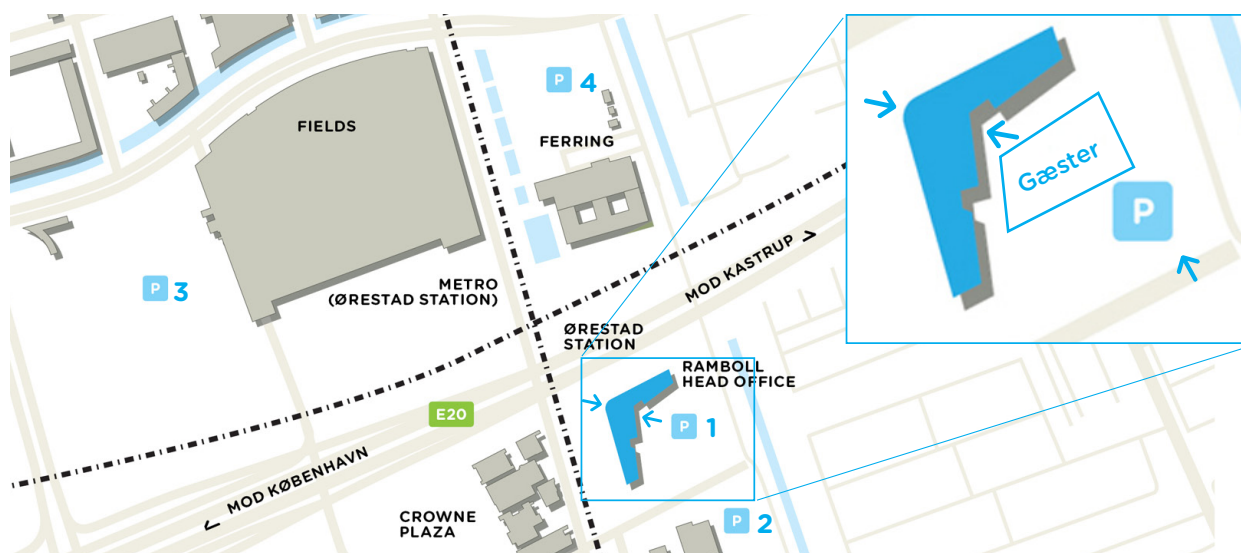 P 4
FIELDS
FERRING
Gæster
P
P 3
METRO
(ØRESTAD STATION)
MOD KASTRUP >
ØRESTAD
STATION
RAMBOLL
HEAD OFFICE
E20
P 1
< MOD KØBENHAVN
CROWNE
PLAZA
P 2